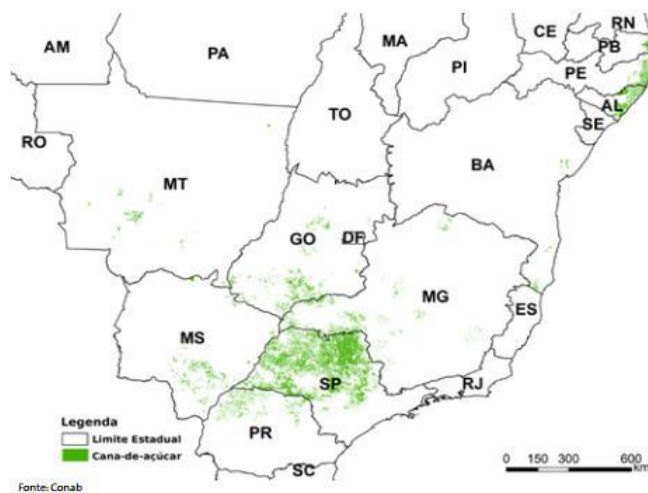 CE
RN
AM
PA
MA
PB
PI
PE
TO
AL
SE
RO
BA
MT
GO
DF
MG
ES
MS
SP
RJ
PR
SC
Legenda
Limite Estadual
Cana-de-açúcar
0 150 300 600
km
Fonte: Conab